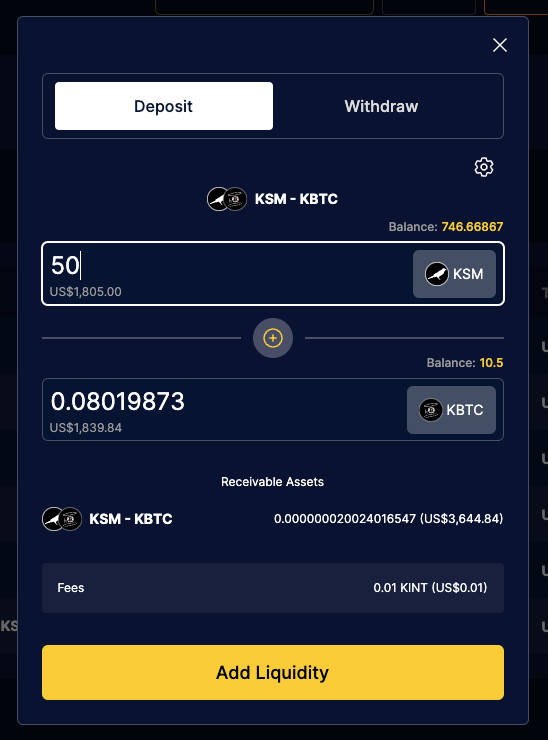 Deposit
Withdraw
KSM - KBTC
Balance: 746.66867
50
KSM
US$1,805.00
Balance: 10.5
0.08019873
KBTC
US$1,839.84
Receivable Assets
KSM - KBTC
0.000000020024016547 (US$3,644.84)
Fees
0.01 KINT (US$0.01)
KS
Add Liquidity